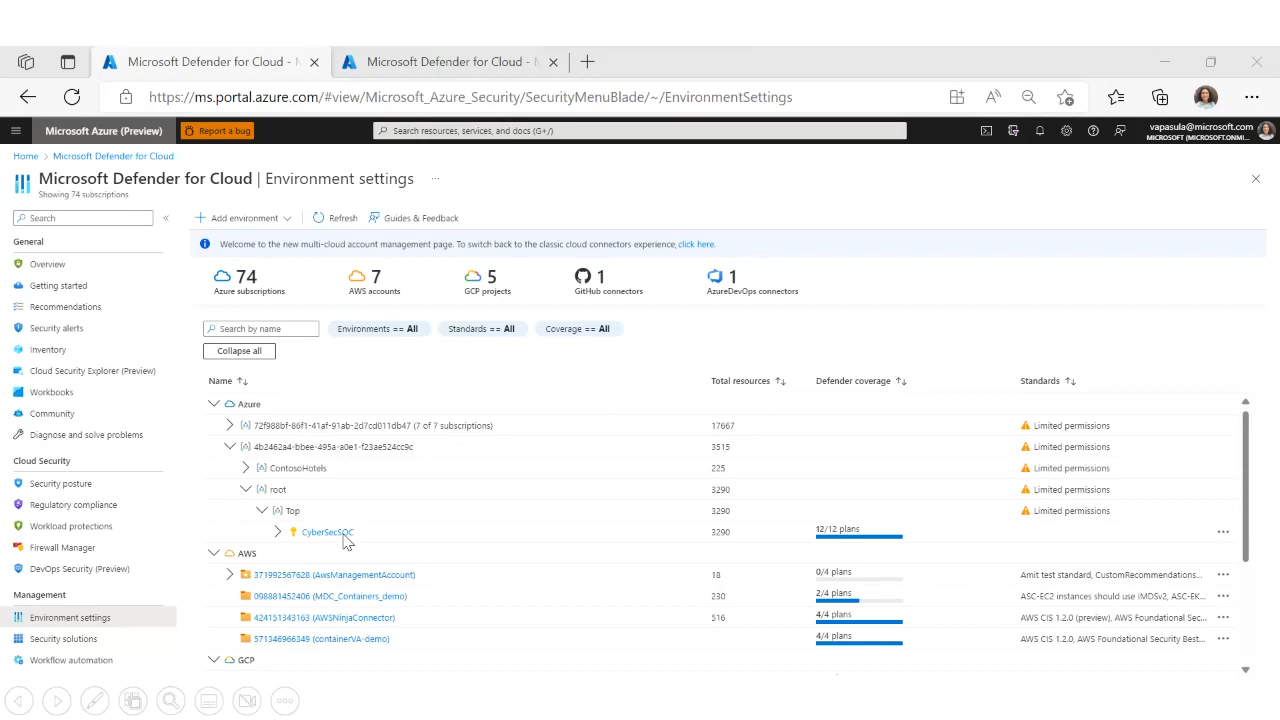 Microsoft Defender for Cloud - M
Microsoft Defender for Cloud - M
https://ms.portal.azure.com/#view/Microsoft_Azure_Security/SecurityMenuBlade/~/EnvironmentSettings
Microsoft Azure (Preview)
Report a bug
Search resources, services, and docs (G+/)
vapasula@microsoft.com
MICROSOFT (MICROSOFT.ONMI...
Home > Microsoft Defender for Cloud
Microsoft Defender for Cloud | Environment settings ...
Showing 74 subscriptions
Search
Add environment
Refresh
Guides & Feedback
General
Overview
Getting started
Recommendations
Security alerts
Inventory
Cloud Security Explorer (Preview)
Workbooks
Community
Diagnose and solve problems
Cloud Security
Security posture
Regulatory compliance
Workload protections
Firewall Manager
DevOps Security (Preview)
Management
Environment settings
Security solutions
Workflow automation
Welcome to the new multi-cloud account management page. To switch back to the classic cloud connectors experience, click here.
74
Azure subscriptions
7
AWS accounts
5
GCP projects
1
GitHub connectors
1
AzureDevOps connectors
Search by name
Environments == All
Standards == All
Coverage == All
Collapse all
Name Total resources Defender coverage Standards
Azure
72f988bf-86f1-41af-91ab-2d7cd011db47 (7 of 7 subscriptions) 17667 Limited permissions
4b2462a4-bbee-495a-a0e1-f23ae524cc9c 3515 Limited permissions
ContosoHotels 225 Limited permissions
root 3290 Limited permissions
Top 3290 Limited permissions
CyberSecSOC 3290 12/12 plans
AWS
371992567628 (AwsManagementAccount) 18 0/4 plans Amit test standard, CustomRecommendations...
098881452406 (MDC_Containers_demo) 230 2/4 plans ASC-EC2 instances should use IMDSv2, ASC-EK...
424151343163 (AWSNinjaConnector) 516 4/4 plans AWS CIS 1.2.0 (preview), AWS Foundational Sec...
571346966349 (containerVA-demo) 4/4 plans AWS CIS 1.2.0, AWS Foundational Security Best...
GCP